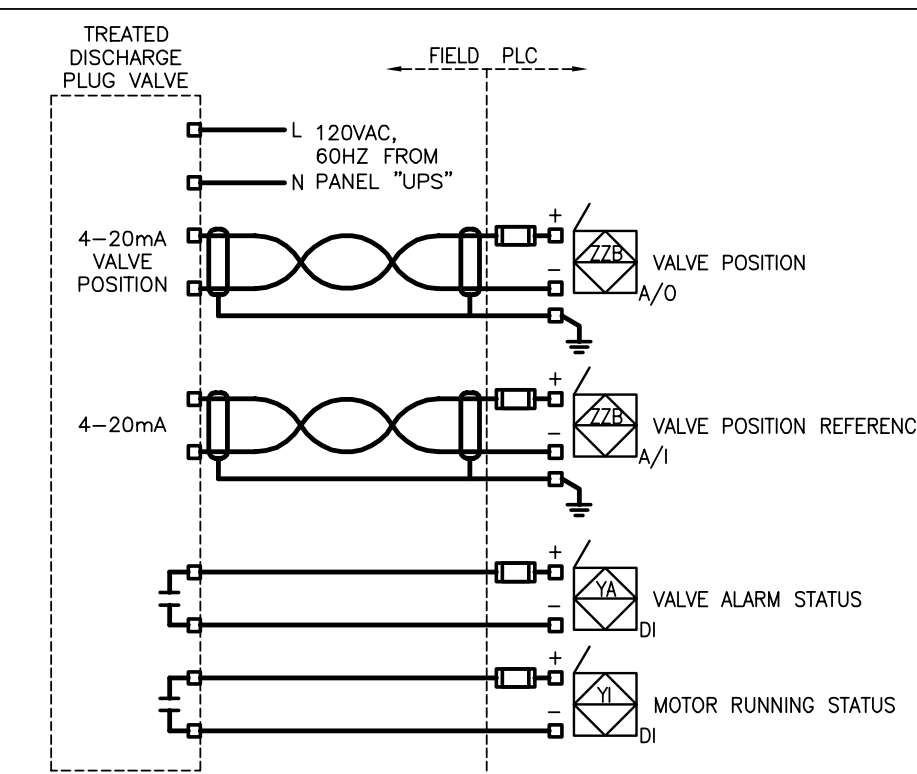 TREATED
DISCHARGE
PLUG VALVE
FIELD PLC
L 120VAC,
60HZ FROM
N PANEL "UPS"
4-20mA
VALVE
POSITION
+
ZZB
VALVE POSITION
-
A/O
4-20mA
+
ZZB
VALVE POSITION REFERENC
-
A/I
+
YA
VALVE ALARM STATUS
-
DI
+
YI
MOTOR RUNNING STATUS
-
DI